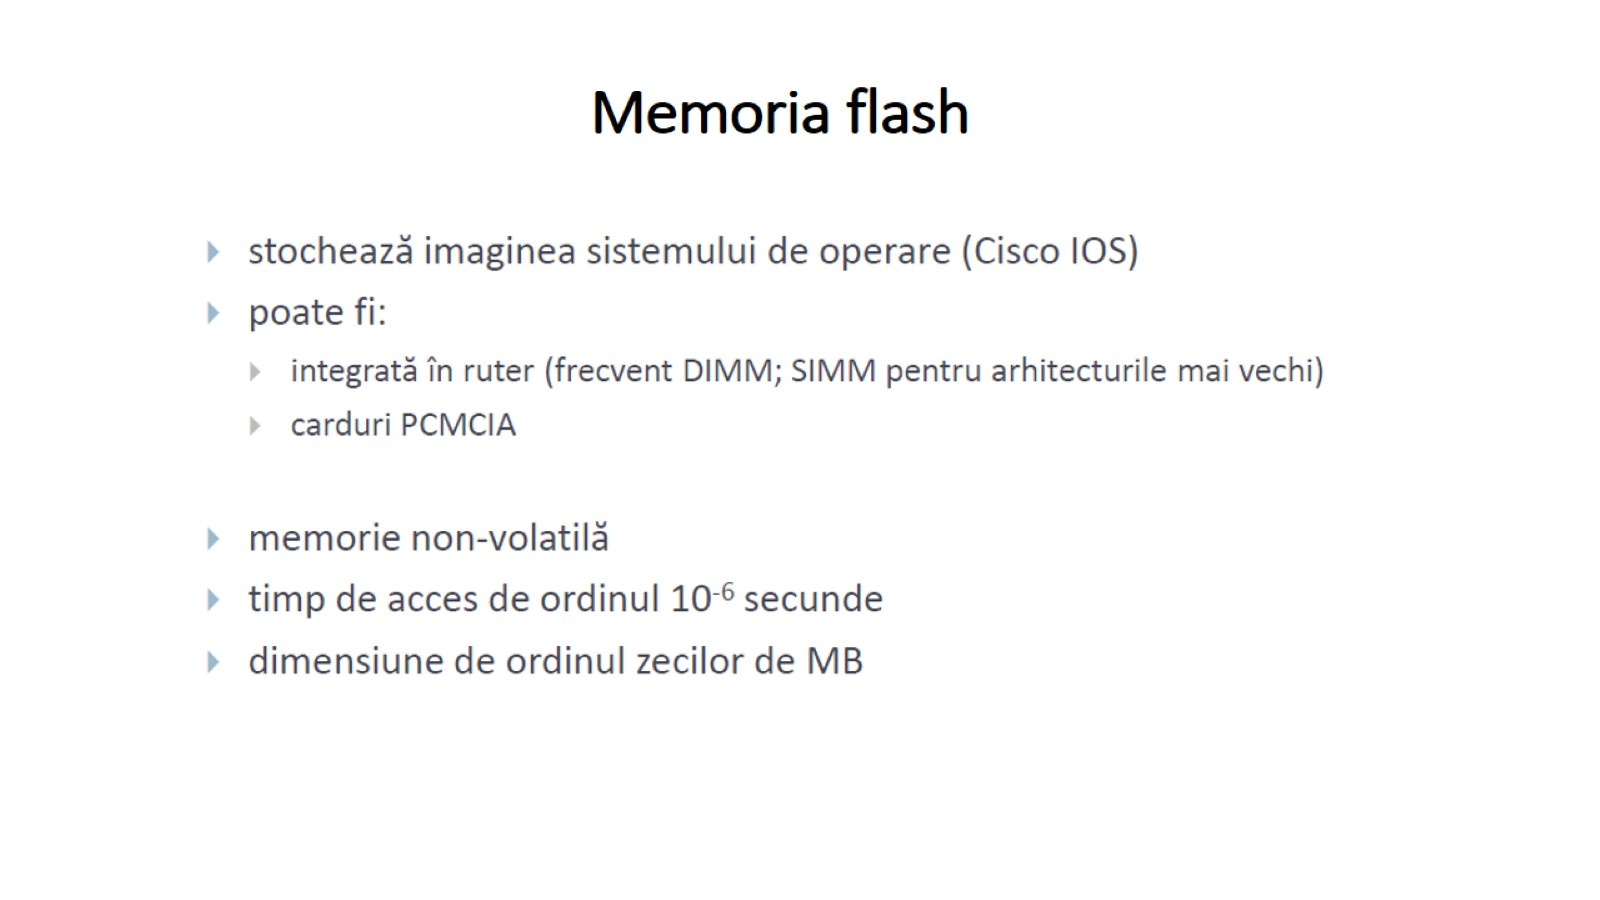 Memoria flash
stochează imaginea sistemului de operare (Cisco IOS)
poate fi:
integrată în ruter (frecvent DIMM; SIMM pentru arhitecturile mai vechi)
carduri PCMCIA
memorie non-volatilă
timp de acces de ordinul 10⁻⁶ secunde
dimensiune de ordinul zecilor de MB